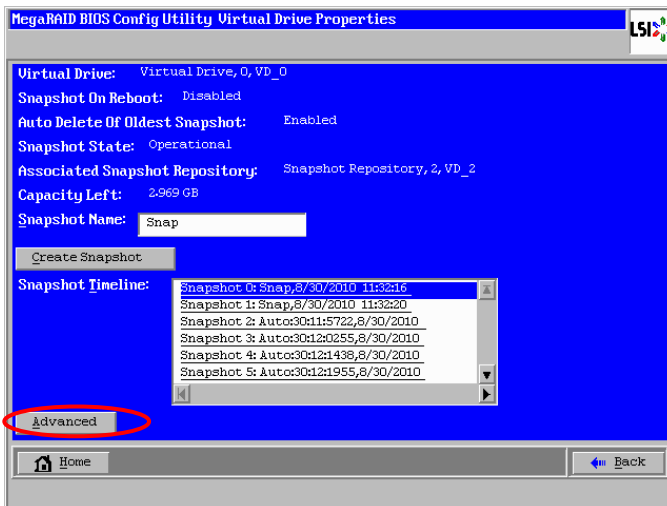 MegaRAID BIOS Config Utility Virtual Drive Properties
LSI
Virtual Drive: Virtual Drive, 0, VD_0
Snapshot On Reboot: Disabled
Auto Delete Of Oldest Snapshot: Enabled
Snapshot State: Operational
Associated Snapshot Repository: Snapshot Repository, 2, VD_2
Capacity Left: 2.969 GB
Snapshot Name: Snap
Create Snapshot
Snapshot Timeline:
Snapshot 0: Snap,8/30/2010 11:32:16
Snapshot 1: Snap,8/30/2010 11:32:20
Snapshot 2: Auto:30:11:5722,8/30/2010
Snapshot 3: Auto:30:12:0255,8/30/2010
Snapshot 4: Auto:30:12:1438,8/30/2010
Snapshot 5: Auto:30:12:1955,8/30/2010
Advanced
Home
Back